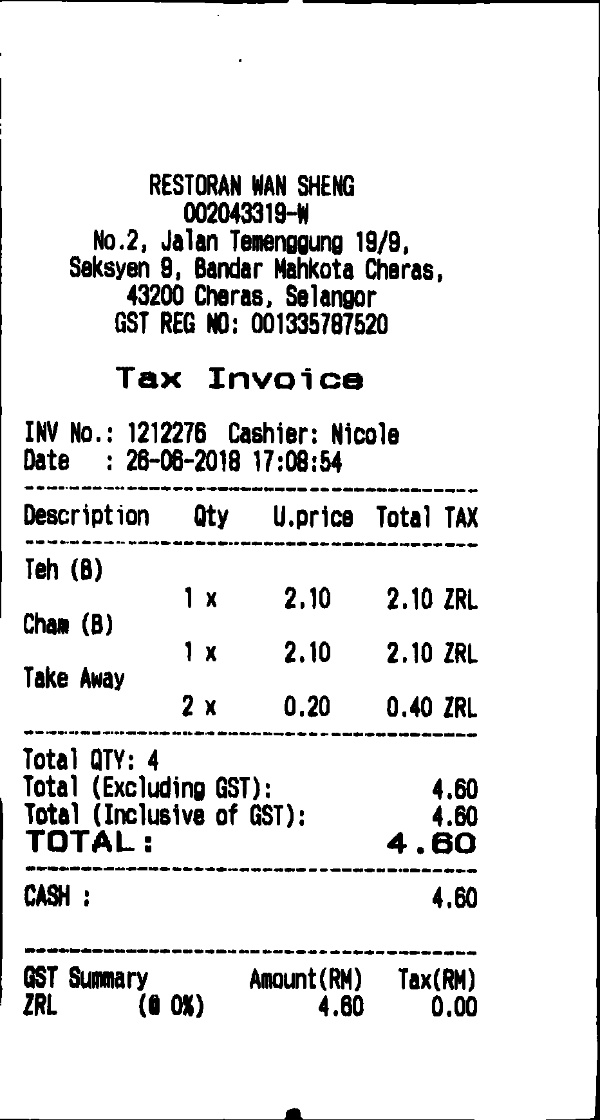 RESTORAN WAN SHENG
002043319-W
No.2, Jalan Temenggung 19/9,
Seksyen 9, Bandar Mahkota Cheras,
43200 Cheras, Selangor
GST REG NO: 001335787520
Tax Invoice
INV No.: 1212276 Cashier: Nicole
Date : 26-06-2018 17:08:54
Description Qty U.price Total TAX
Teh (B)
1 x 2.10 2.10 ZRL
Cham (B)
1 x 2.10 2.10 ZRL
Take Away
2 x 0.20 0.40 ZRL
Total QTY: 4
Total (Excluding GST): 4.60
Total (Inclusive of GST): 4.60
TOTAL: 4.60
CASH : 4.60
GST Summary Amount(RM) Tax(RM)
ZRL (@ 0%) 4.60 0.00